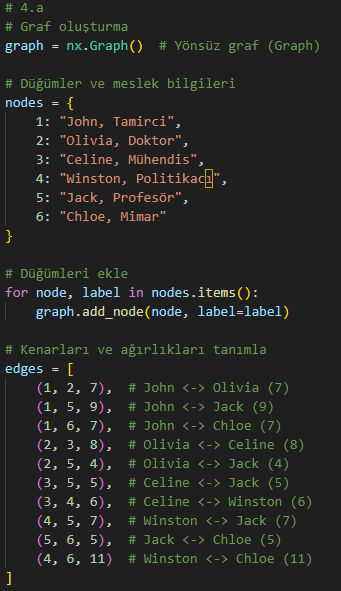 # 4.a
# Graf oluşturma
graph = nx.Graph()  # Yönsüz graf (Graph)

# Düğümler ve meslek bilgileri
nodes = {
    1: "John, Tamirci",
    2: "Olivia, Doktor",
    3: "Celine, Mühendis",
    4: "Winston, Politikacı",
    5: "Jack, Profesör",
    6: "Chloe, Mimar"
}

# Düğümleri ekle
for node, label in nodes.items():
    graph.add_node(node, label=label)

# Kenarları ve ağırlıkları tanımla
edges = [
    (1, 2, 7),  # John <-> Olivia (7)
    (1, 5, 9),  # John <-> Jack (9)
    (1, 6, 7),  # John <-> Chloe (7)
    (2, 3, 8),  # Olivia <-> Celine (8)
    (2, 5, 4),  # Olivia <-> Jack (4)
    (3, 5, 5),  # Celine <-> Jack (5)
    (3, 4, 6),  # Celine <-> Winston (6)
    (4, 5, 7),  # Winston <-> Jack (7)
    (5, 6, 5),  # Jack <-> Chloe (5)
    (4, 6, 11)  # Winston <-> Chloe (11)
]